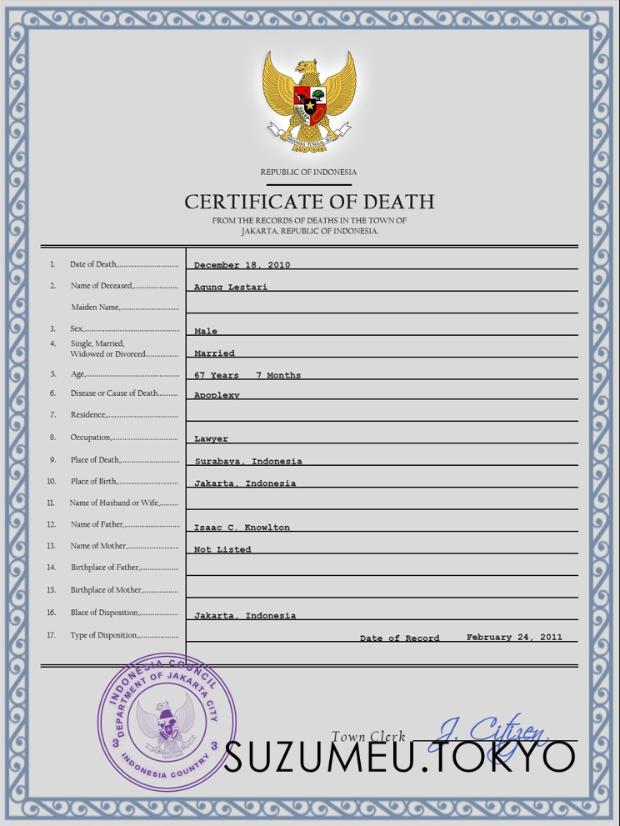 REPUBLIC OF INDONESIA
CERTIFICATE OF DEATH
FROM THE RECORDS OF DEATHS IN THE TOWN OF
JAKARTA, REPUBLIC OF INDONESIA.
1. Date of Death,............................ December 18, 2010
2. Name of Deceased,.................... Agung Lestari
Maiden Name,..........................
3. Sex,........................................... Male
4. Single, Married,
Widowed or Divorced............... Married
5. Age,........................................... 67 Years 7 Months
6. Disease or Cause of Death......... Apoplexy
7. Residence,................................
8. Occupation,.............................. Lawyer
9. Place of Death,......................... Surabaya, Indonesia
10. Place of Birth,.......................... Jakarta, Indonesia
11. Name of Husband or Wife,........
12. Name of Father,........................ Isaac C. Knowlton
13. Name of Mother,...................... Not Listed
14. Birthplace of Father,.................
15. Birthplace of Mother,...............
16. Blace of Disposition,................ Jakarta, Indonesia
17. Type of Disposition,................. Date of Record February 24, 2011
INDONESIA COUNCIL
DEPARTMENT OF JAKARTA CITY
3 3
INDONESIA COUNTRY
Town Clerk J. Citizen
SUZUMEU.TOKYO